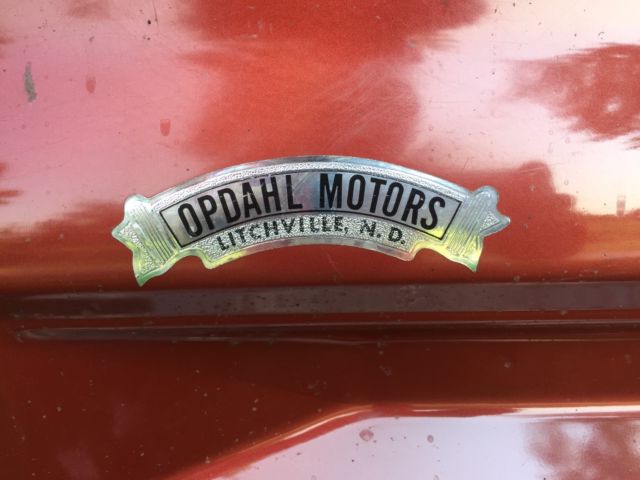 OPDAHL MOTORS
LITCHVILLE, N.D.